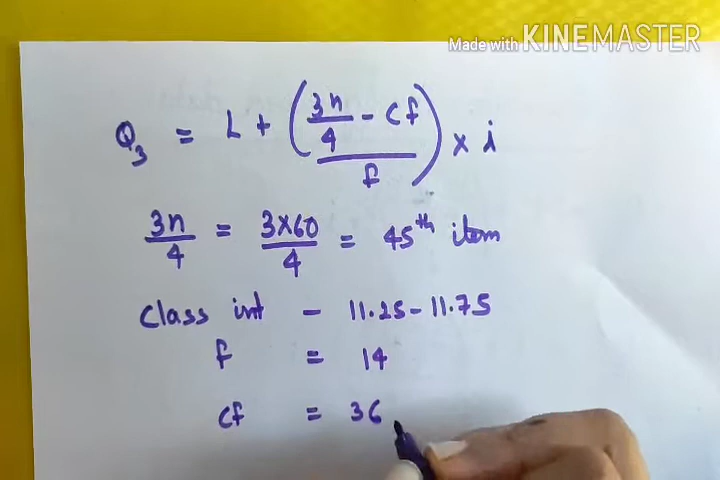 Made with KINEMASTER
Q₃ = L + ( (3n/4 - cf) / f ) × i
3n/4 = 3×60/4 = 45th item
Class int - 11.25 - 11.75
f = 14
cf = 36